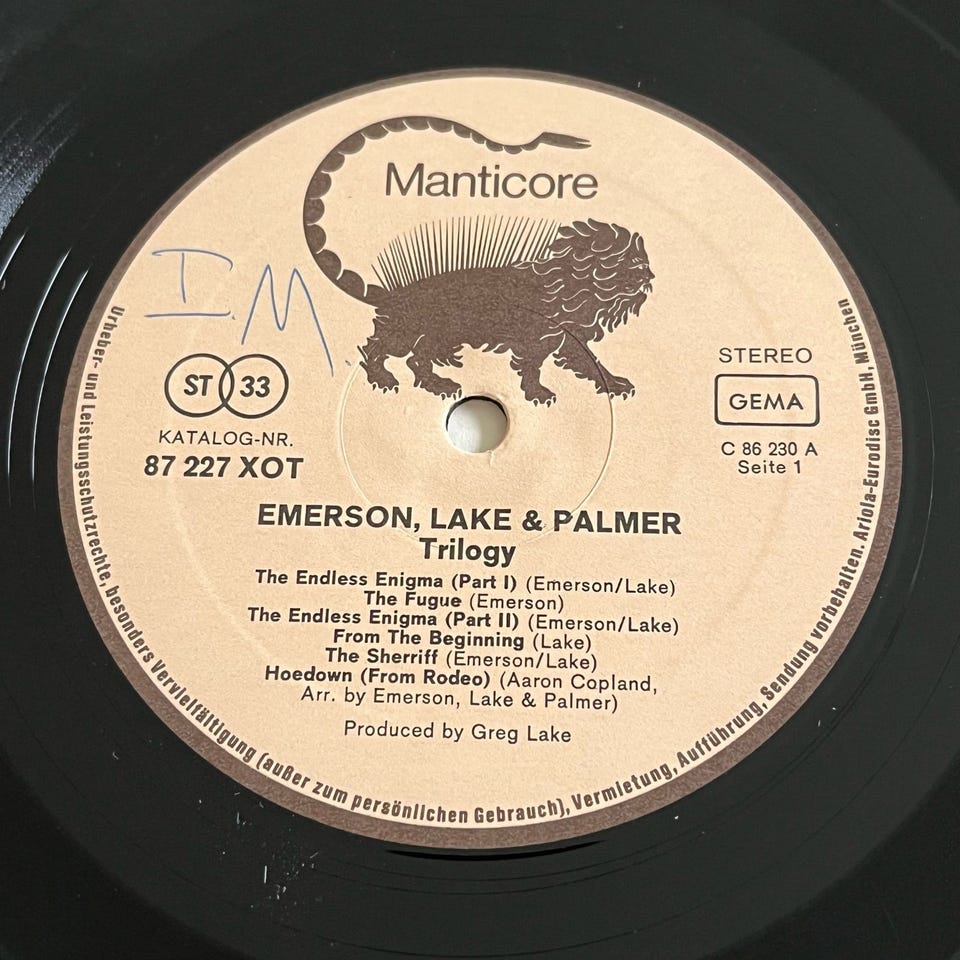 Manticore
I.M.
ST 33
KATALOG-NR.
87 227 XOT
STEREO
GEMA
C 86 230 A
Seite 1
EMERSON, LAKE & PALMER
Trilogy
The Endless Enigma (Part I) (Emerson/Lake)
The Fugue (Emerson)
The Endless Enigma (Part II) (Emerson/Lake)
From The Beginning (Lake)
The Sherriff (Emerson/Lake)
Hoedown (From Rodeo) (Aaron Copland,
Arr. by Emerson, Lake & Palmer)
Produced by Greg Lake
Urheber- und Leistungsschutzrechte, besonders Vervielfältigung (außer zum persönlichen Gebrauch), Vermietung, Aufführung, Sendung vorbehalten. Ariola-Eurodisc GmbH, München